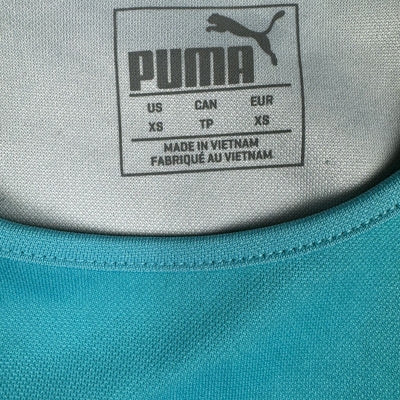 PUMA
US CAN EUR
XS TP XS
MADE IN VIETNAM
FABRIQUÉ AU VIETNAM